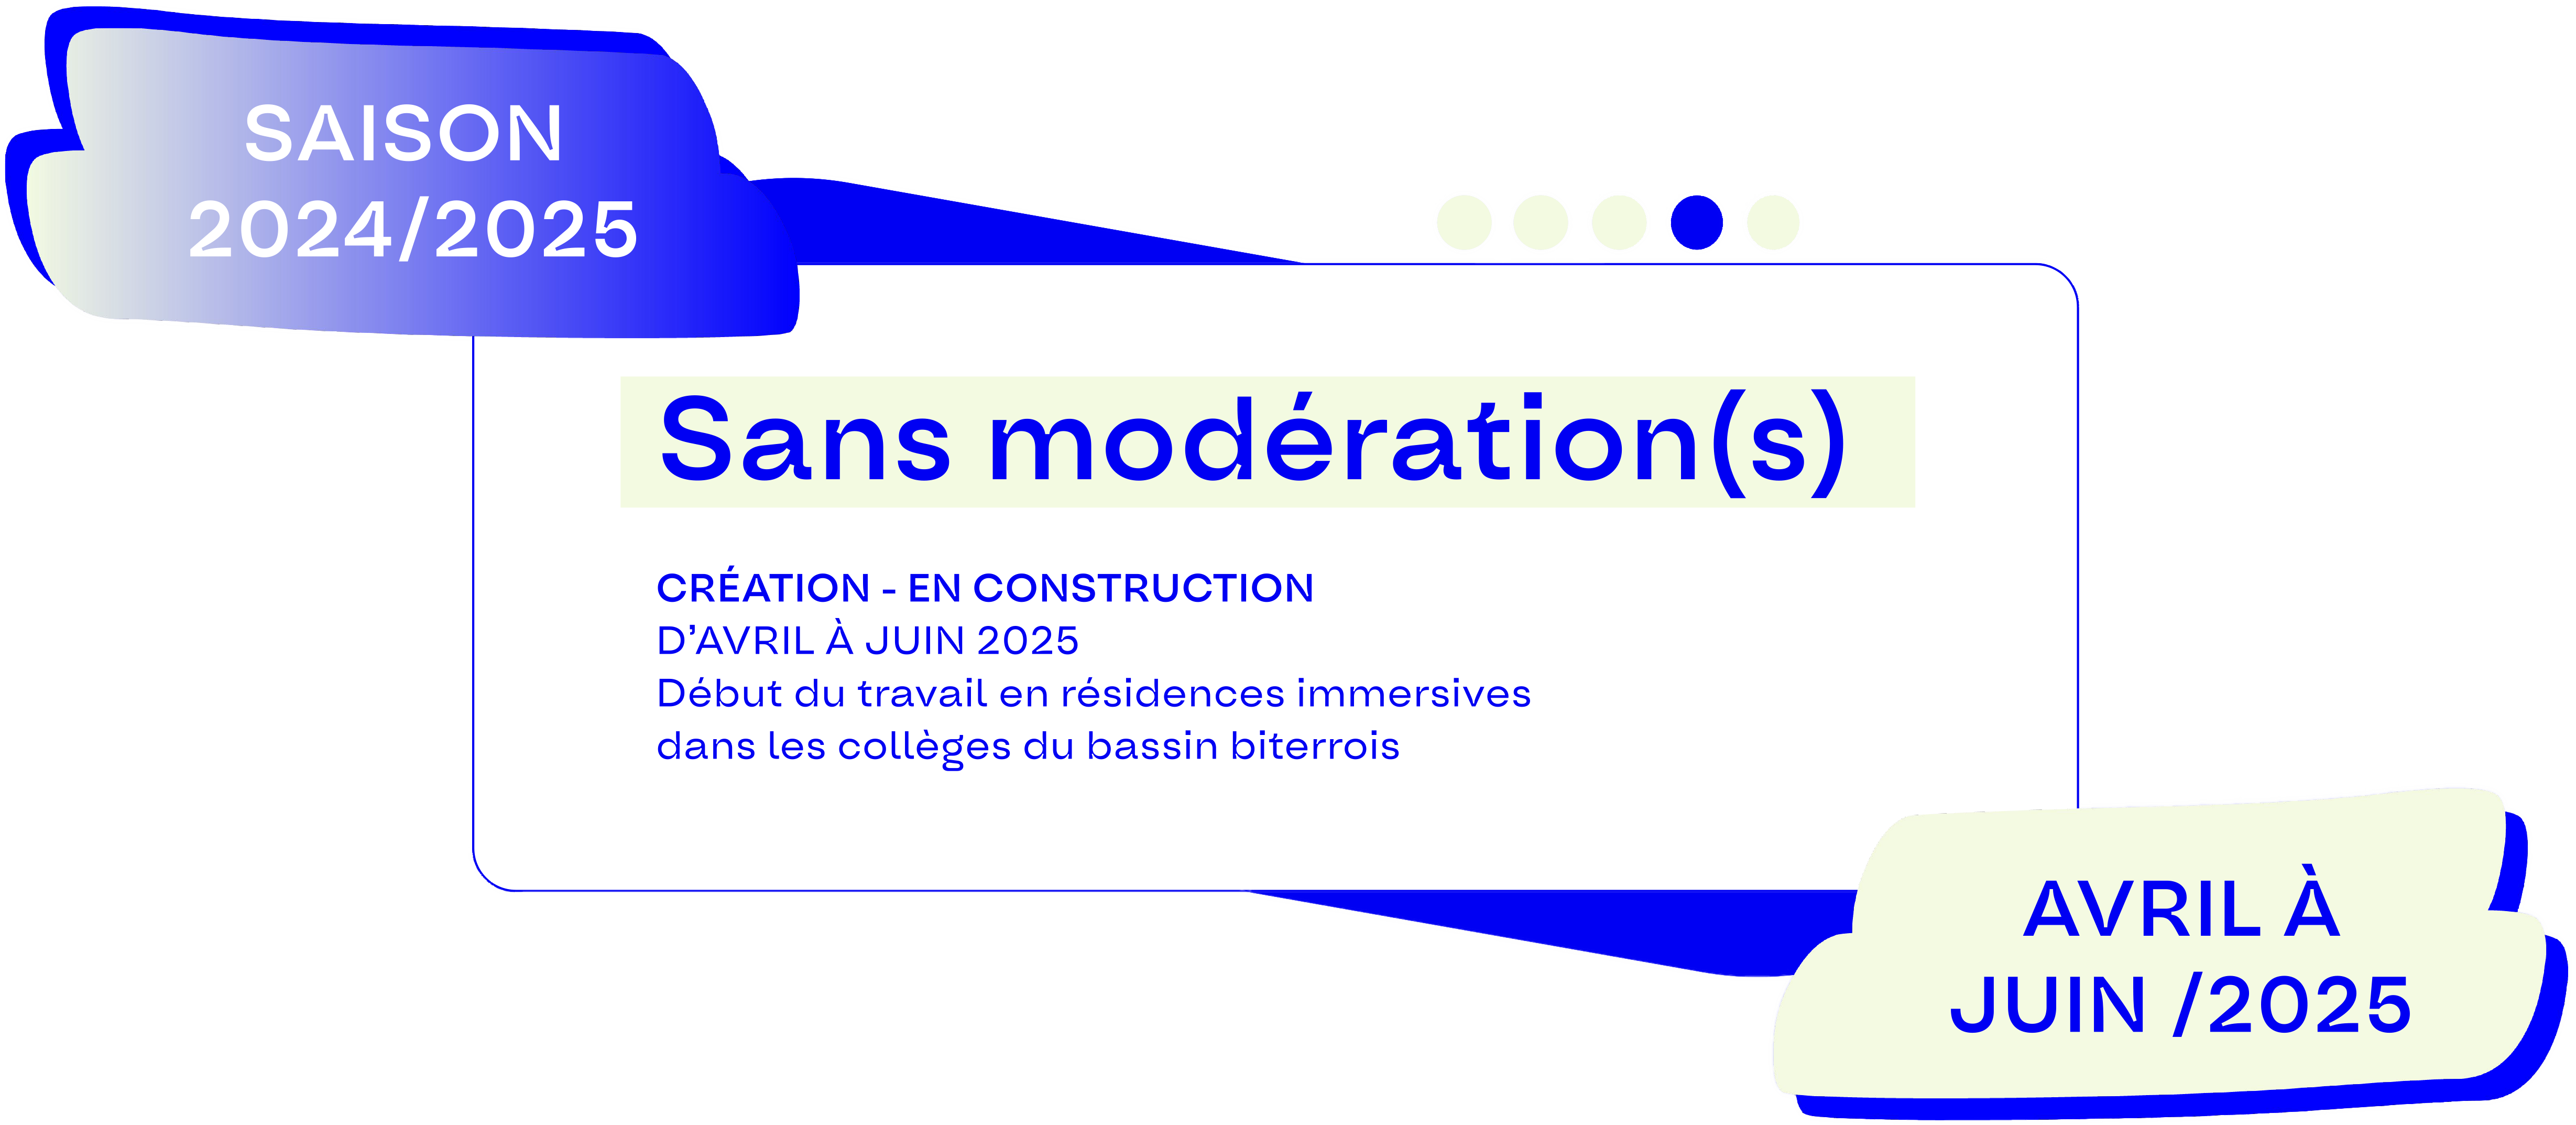 SAISON
2024/2025
Sans modération(s)
CRÉATION - EN CONSTRUCTION
D’AVRIL À JUIN 2025
Début du travail en résidences immersives
dans les collèges du bassin biterrois
AVRIL À
JUIN /2025